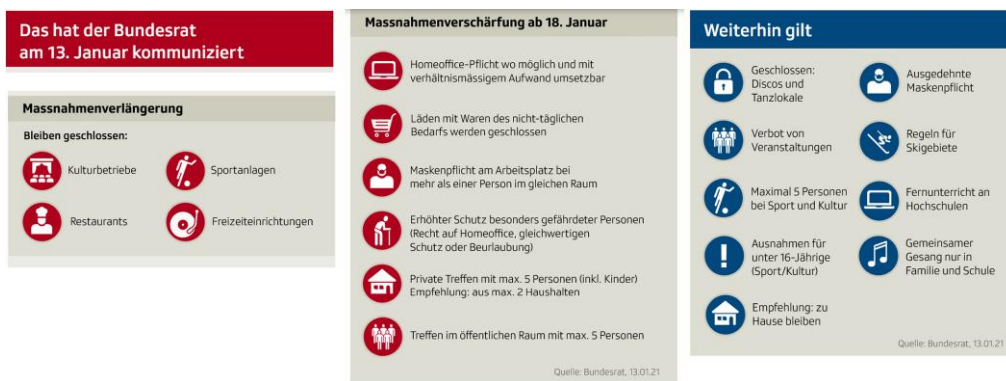 Das hat der Bundesrat
am 13. Januar kommuniziert
Massnahmenverlängerung
Bleiben geschlossen:
Kulturbetriebe
Sportanlagen
Restaurants
Freizeiteinrichtungen
Massnahmenverschärfung ab 18. Januar
Homeoffice-Pflicht wo möglich und mit
verhältnismässigem Aufwand umsetzbar
Läden mit Waren des nicht-täglichen
Bedarfs werden geschlossen
Maskenpflicht am Arbeitsplatz bei
mehr als einer Person im gleichen Raum
Erhöhter Schutz besonders gefährdeter Personen
(Recht auf Homeoffice, gleichwertigen
Schutz oder Beurlaubung)
Private Treffen mit max. 5 Personen (inkl. Kinder)
Empfehlung: aus max. 2 Haushalten
Treffen im öffentlichen Raum mit max. 5 Personen
Quelle: Bundesrat, 13.01.21
Weiterhin gilt
Geschlossen:
Discos und
Tanzlokale
Ausgedehnte
Maskenpflicht
Verbot von
Veranstaltungen
Regeln für
Skigebiete
Maximal 5 Personen
bei Sport und Kultur
Fernunterricht an
Hochschulen
Ausnahmen für
unter 16-Jährige
(Sport/Kultur)
Gemeinsamer
Gesang nur in
Familie und Schule
Empfehlung: zu
Hause bleiben
Quelle: Bundesrat, 13.01.21